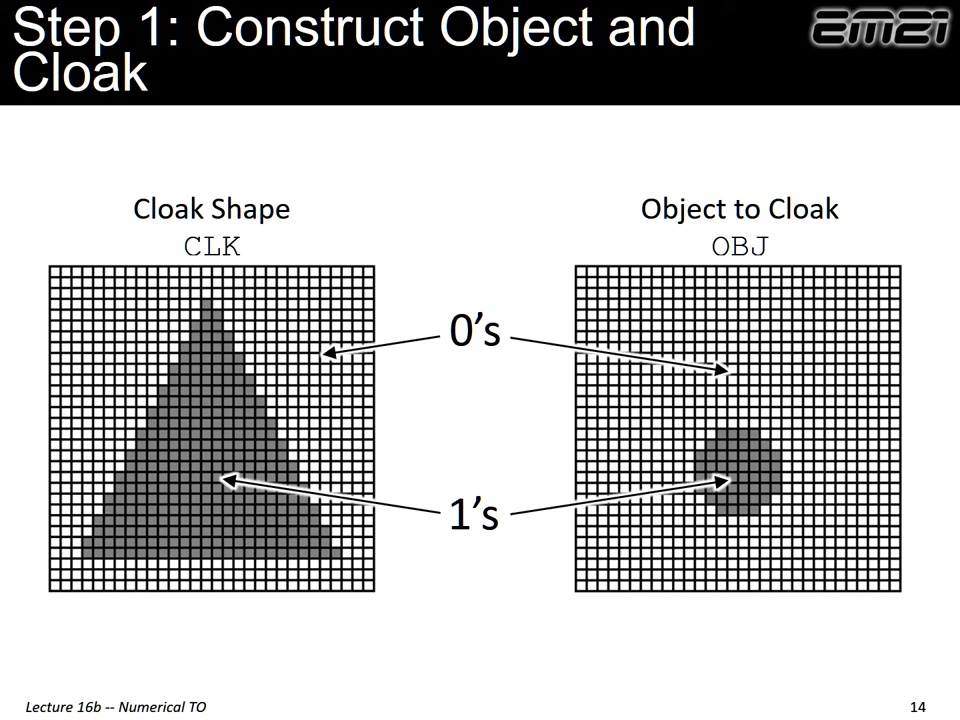 Step 1: Construct Object and
Cloak
EM21
Cloak Shape
CLK
Object to Cloak
OBJ
0’s
1’s
Lecture 16b -- Numerical TO
14